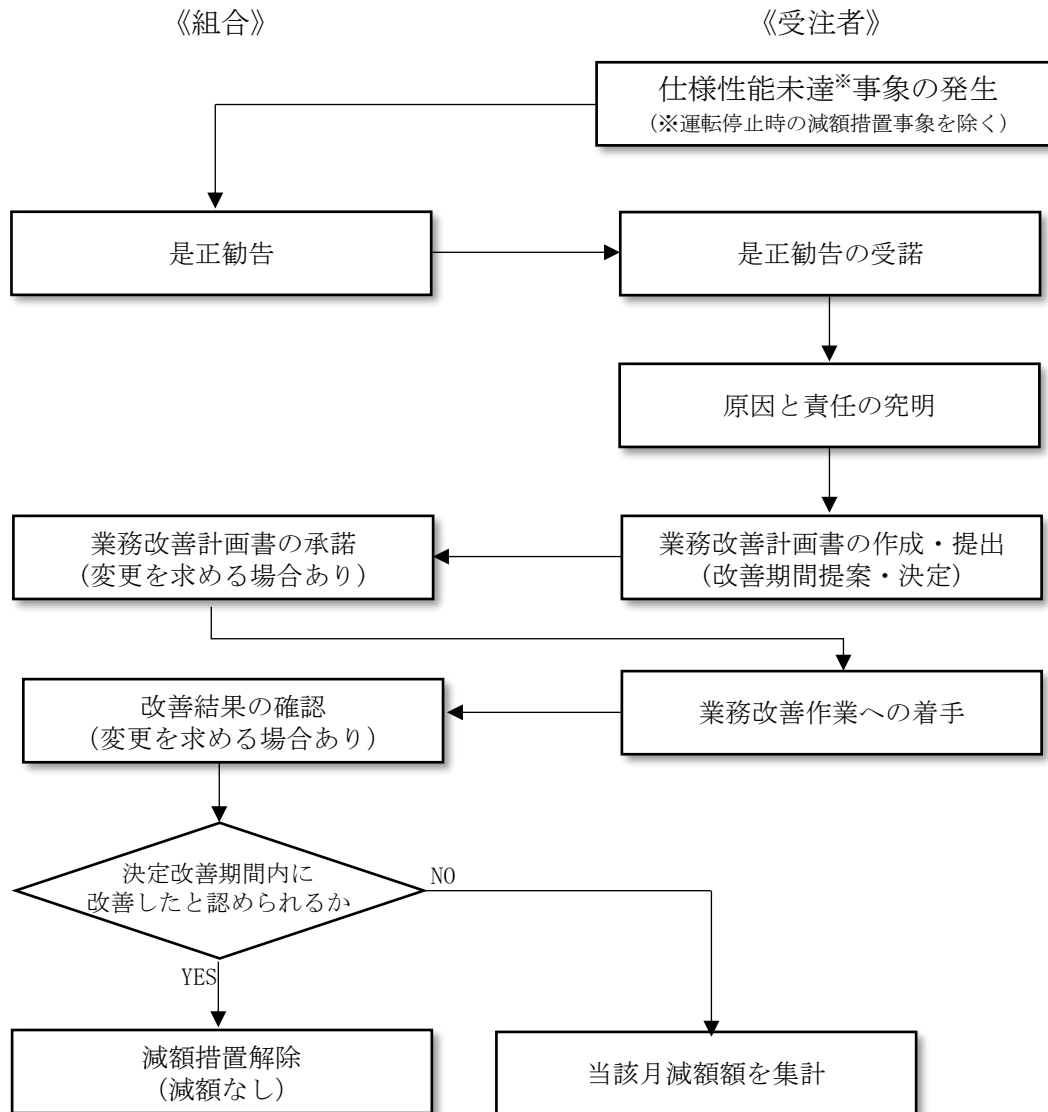 《組合》
《受注者》
仕様性能未達※事象の発生
（※運転停止時の減額措置事象を除く）
是正勧告
是正勧告の受諾
原因と責任の究明
業務改善計画書の承諾
（変更を求める場合あり）
業務改善計画書の作成・提出
（改善期間提案・決定）
改善結果の確認
（変更を求める場合あり）
業務改善作業への着手
決定改善期間内に
改善したと認められるか
NO
YES
減額措置解除
（減額なし）
当該月減額額を集計